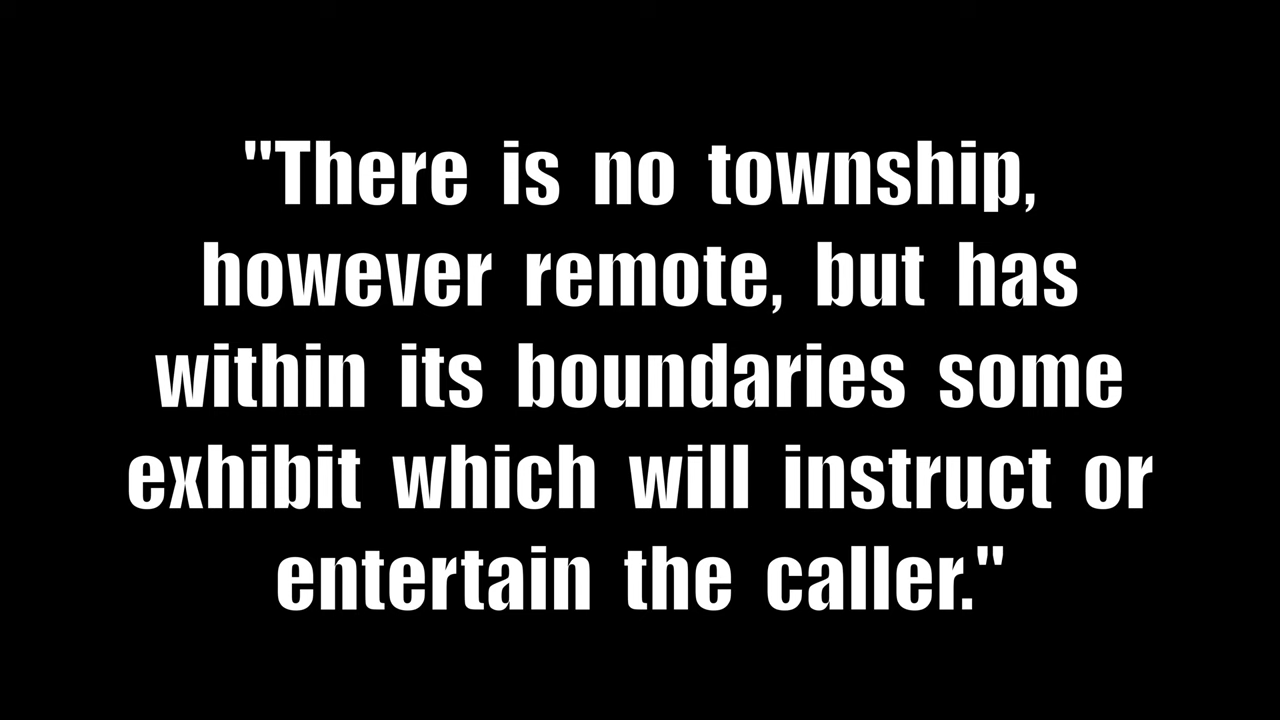 "There is no township,
however remote, but has
within its boundaries some
exhibit which will instruct or
entertain the caller."